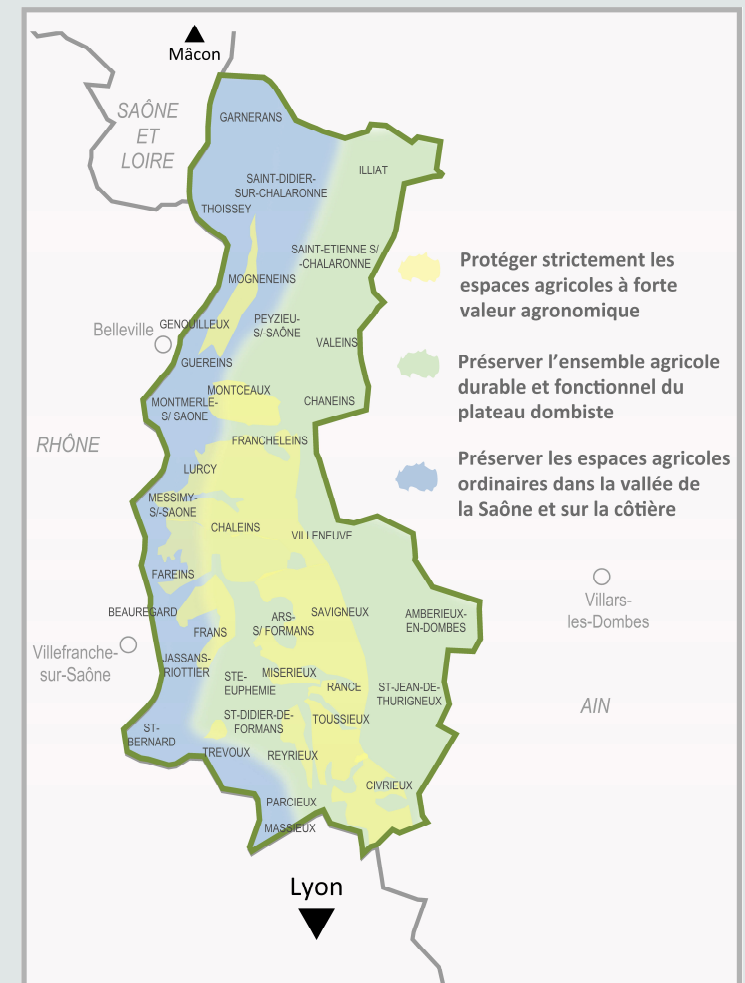 Mâcon
SAÔNE
ET
LOIRE
GARNERANS
ILLIAT
SAINT-DIDIER-
SUR-CHALARONNE
THOISSEY
SAINT-ETIENNE S/
-CHALARONNE
MOGNENEINS
Belleville
GENOUILLEUX
PEYZIEU-
S/ SAÔNE
VALEINS
GUEREINS
MONTCEAUX
MONTMERLE-
S/ SAONE
CHANEINS
RHÔNE
FRANCHELEINS
LURCY
MESSIMY-
S/-SAONE
CHALEINS
VILLENEUVE
FAREINS
BEAUREGARD
ARS-
S/ FORMANS
SAVIGNEUX
AMBERIEUX-
EN-DOMBES
FRANS
Villefranche-
sur-Saône
JASSANS-
RIOTTIER
STE-
EUPHEMIE
MISERIEUX
RANCE
ST-JEAN-DE-
THURIGNEUX
ST-DIDIER-DE-
FORMANS
TOUSSIEUX
ST-
BERNARD
TREVOUX
REYRIEUX
CIVRIEUX
PARCIEUX
MASSIEUX
Lyon
Villars-
les-Dombes
AIN
Protéger strictement les
espaces agricoles à forte
valeur agronomique
Préserver l'ensemble agricole
durable et fonctionnel du
plateau dombiste
Préserver les espaces agricoles
ordinaires dans la vallée de
la Saône et sur la côtière